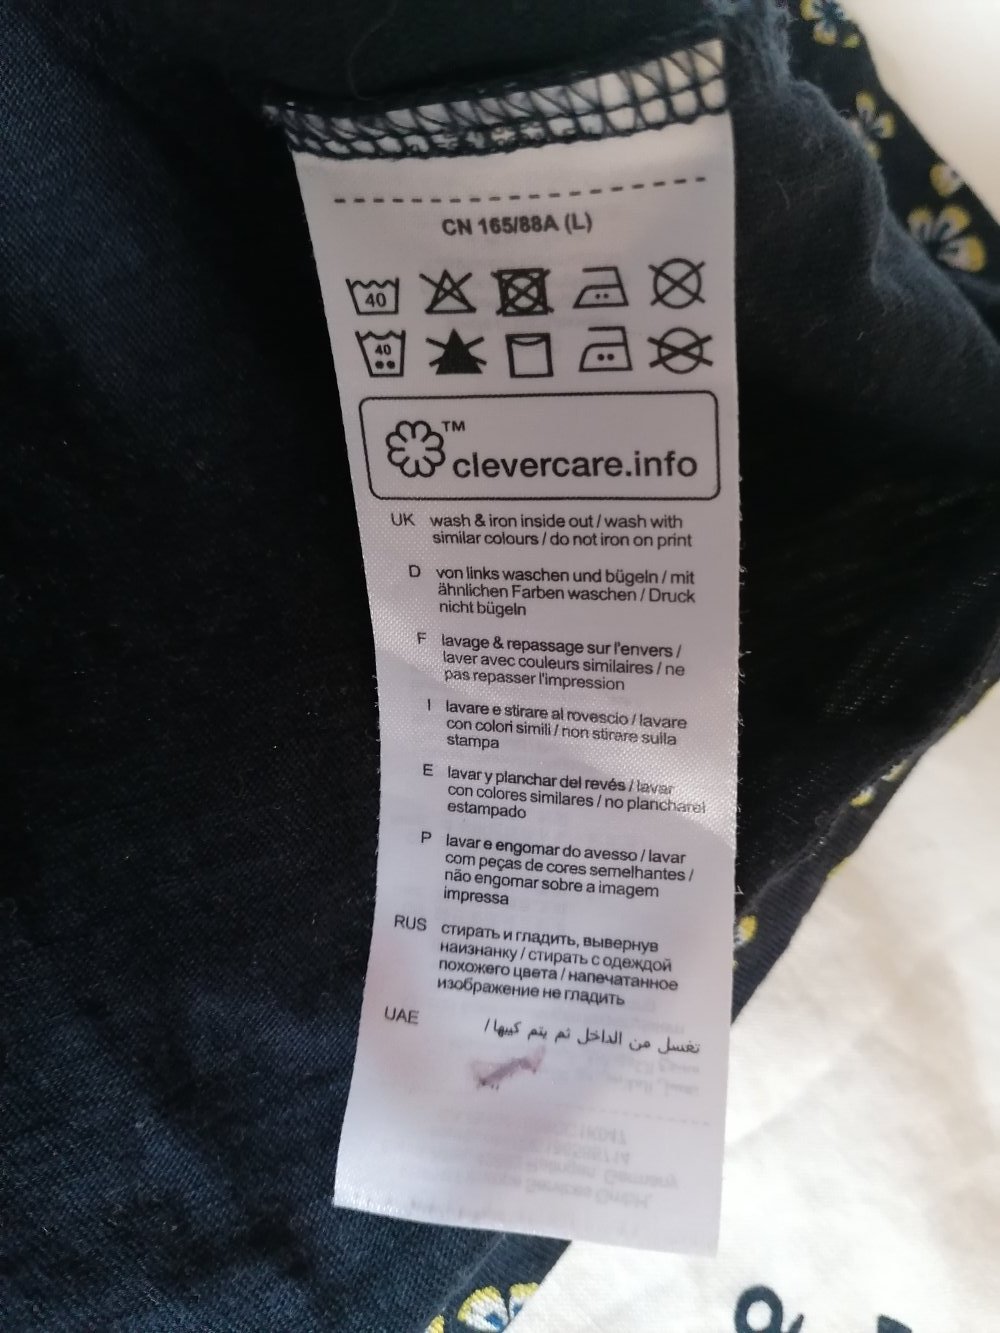 CN 165/88A (L)
40
40
TM
clevercare.info
UK wash & iron inside out / wash with
similar colours / do not iron on print
D von links waschen und bügeln / mit
ähnlichen Farben waschen / Druck
nicht bügeln
F lavage & repassage sur l'envers /
laver avec couleurs similaires / ne
pas repasser l'impression
I lavare e stirare al rovescio / lavare
con colori simili / non stirare sulla
stampa
E lavar y planchar del revés / lavar
con colores similares / no planchar el
estampado
P lavar e engomar do avesso / lavar
com peças de cores semelhantes /
não engomar sobre a imagem
impressa
RUS стирать и гладить, вывернув
наизнанку / стирать с одеждой
похожего цвета / напечатанное
изображение не гладить
UAE تغسل من الداخل ثم يتم كيها /